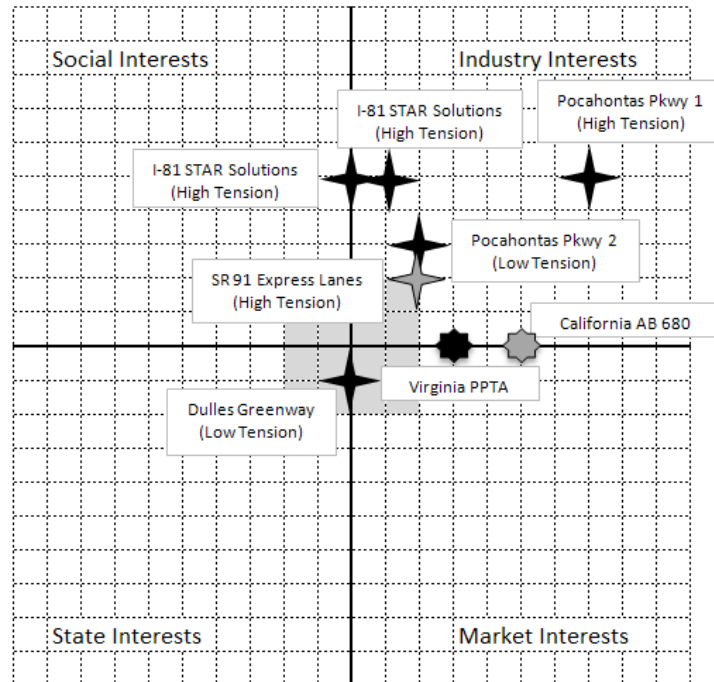 Social Interests
Industry Interests
I-81 STAR Solutions
(High Tension)
Pocahontas Pkwy 1
(High Tension)
I-81 STAR Solutions
(High Tension)
Pocahontas Pkwy 2
(Low Tension)
SR 91 Express Lanes
(High Tension)
California AB 680
Virginia PPTA
Dulles Greenway
(Low Tension)
State Interests
Market Interests